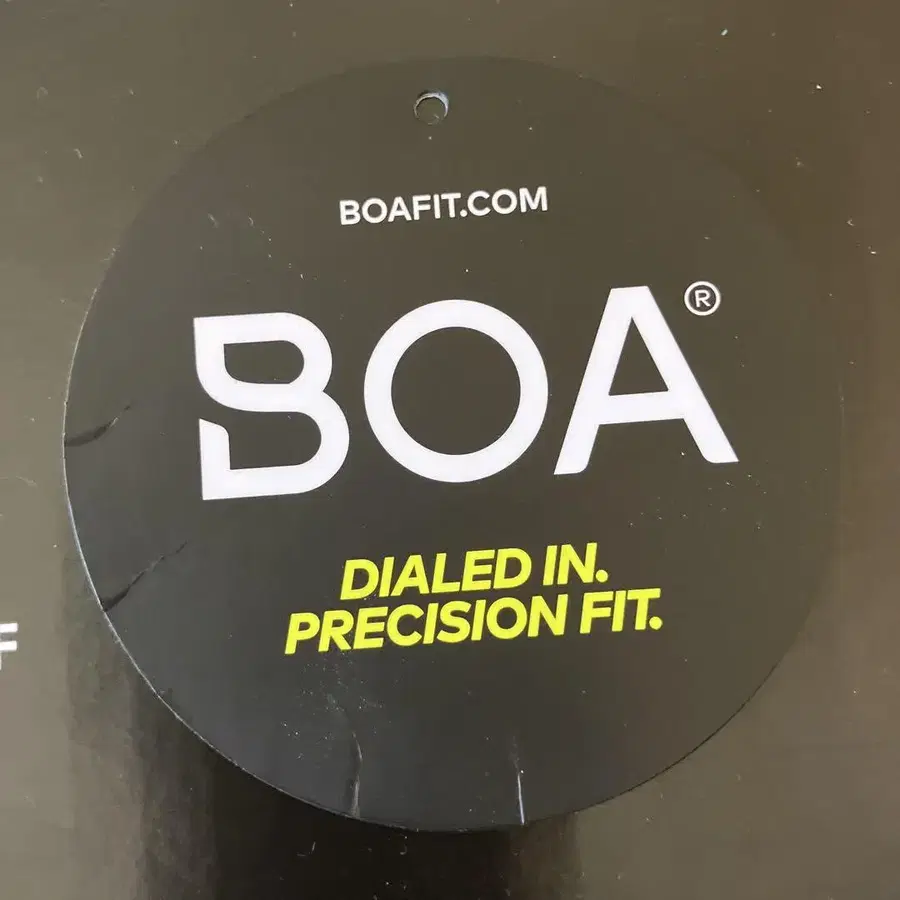 BOAFIT.COM
BOA®
DIALED IN.
PRECISION FIT.
F